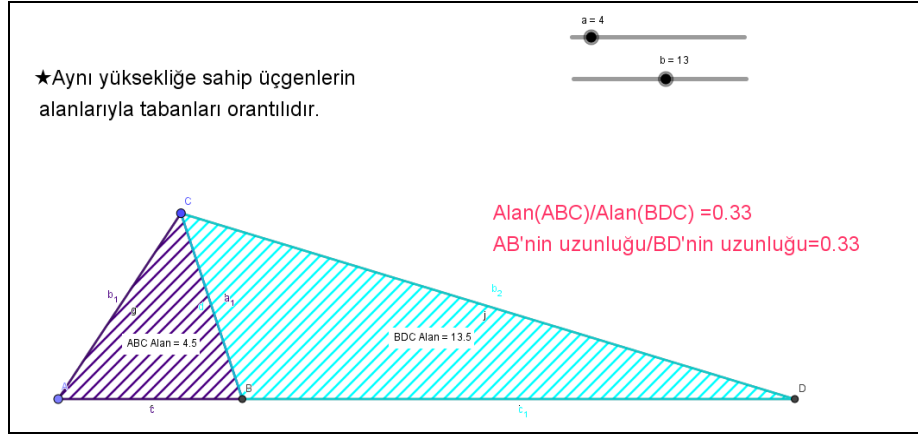 a = 4
b = 13
★Aynı yüksekliğe sahip üçgenlerin
alanlarıyla tabanları orantılıdır.
C
Alan(ABC)/Alan(BDC) =0.33
AB'nin uzunluğu/BD'nin uzunluğu=0.33
b₁
g
d
a₁
b₂
j
ABC Alan = 4.5
BDC Alan = 13.5
A
B
D